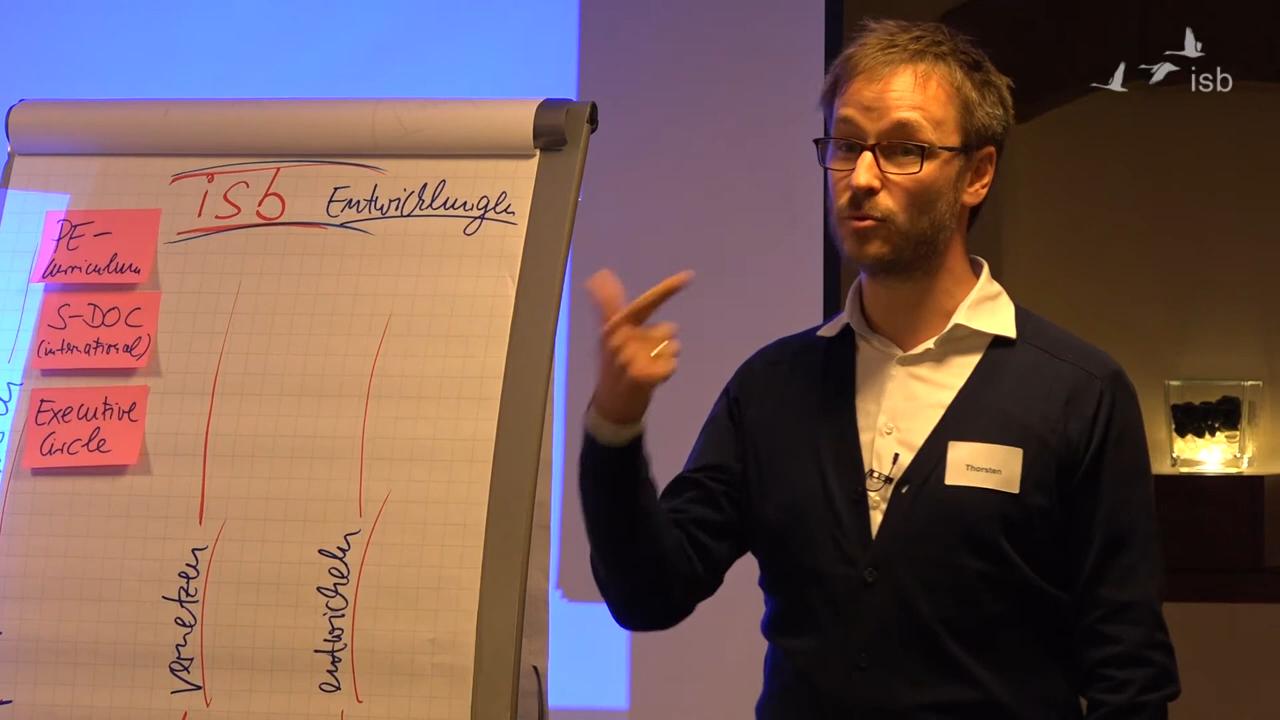 isb Entwicklungen
PE-
Curriculum
S-DOC
(international)
Executive
Circle
vernetzen
entwickeln
Thorsten
isb